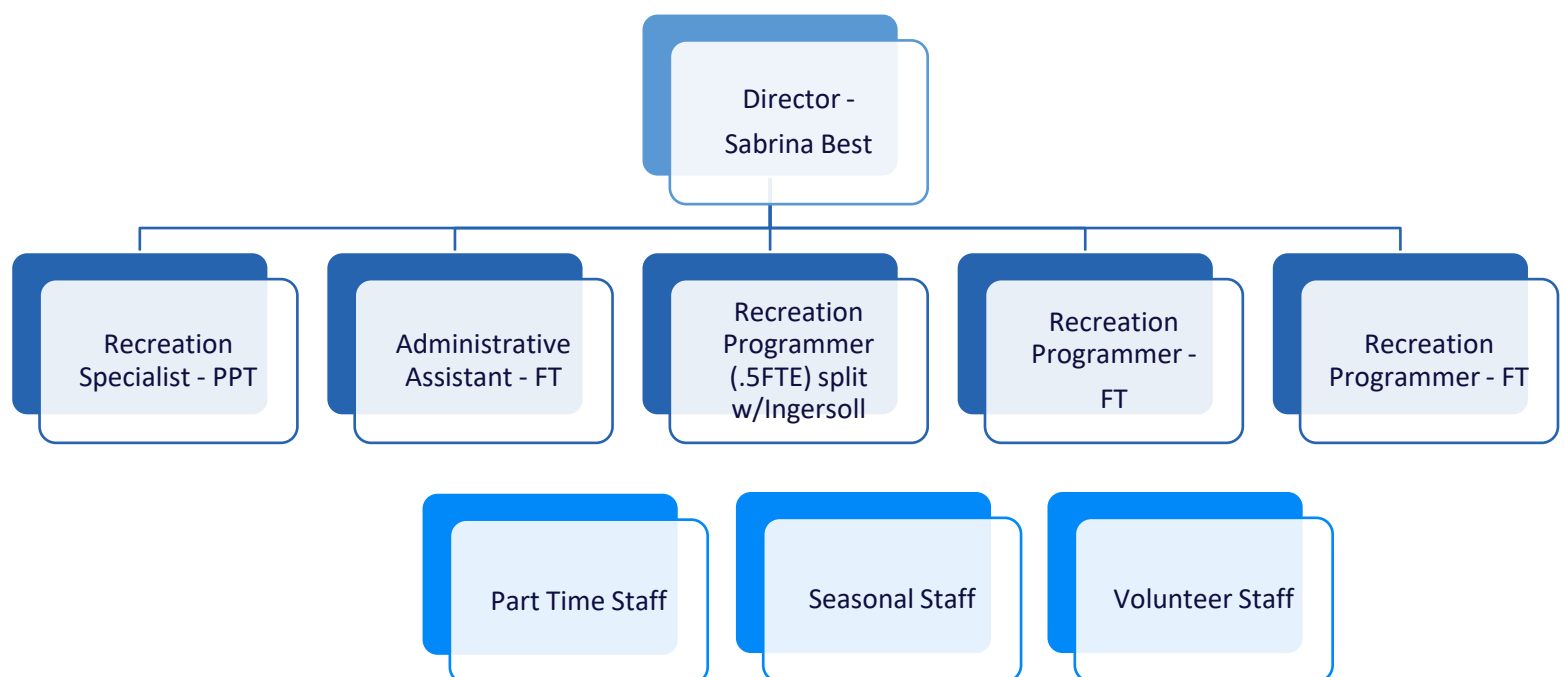 Director -
Sabrina Best
Recreation
Specialist - PPT
Administrative
Assistant - FT
Recreation
Programmer
(.5FTE) split
w/Ingersoll
Recreation
Programmer -
FT
Recreation
Programmer - FT
Part Time Staff
Seasonal Staff
Volunteer Staff